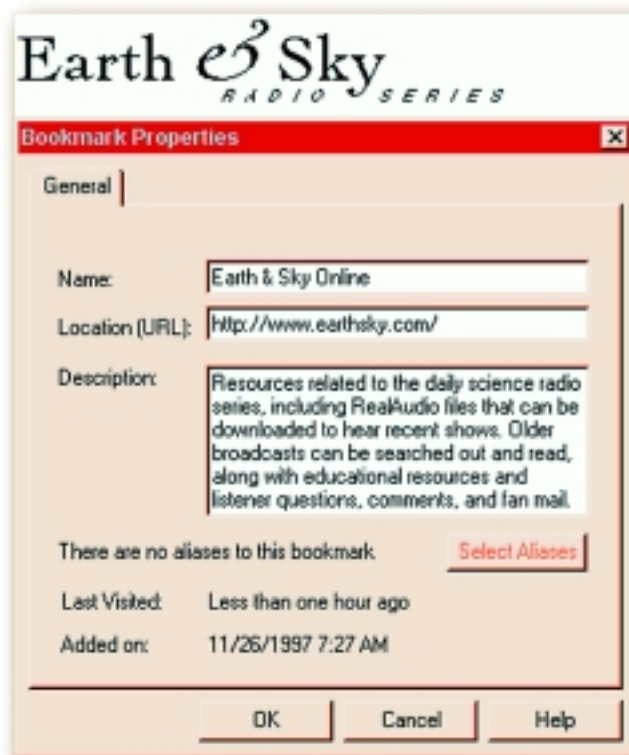 Earth & Sky
RADIO SERIES
Bookmark Properties
General
Name: Earth & Sky Online
Location (URL): http://www.earthsky.com/
Description: Resources related to the daily science radio
series, including RealAudio files that can be
downloaded to hear recent shows. Older
broadcasts can be searched out and read,
along with educational resources and
listener questions, comments, and fan mail.
There are no aliases to this bookmark Select Aliases
Last Visited: Less than one hour ago
Added on: 11/26/1997 7:27 AM
OK Cancel Help